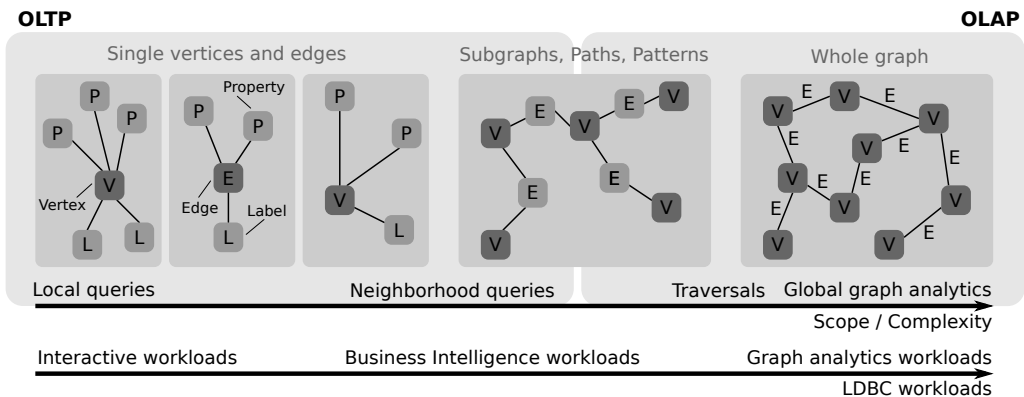 OLTP
OLAP
Single vertices and edges
Subgraphs, Paths, Patterns
Whole graph
P
P
P
V
Vertex
L
L
Property
P
P
E
Edge
Label
L
P
P
V
L
E
V
E
V
V
E
E
V
V
V
E
V
E
V
E
V
E
E
V
E
E
V
E
V
E
V
E
V
Local queries
Neighborhood queries
Traversals
Global graph analytics
Scope / Complexity
Interactive workloads
Business Intelligence workloads
Graph analytics workloads
LDBC workloads